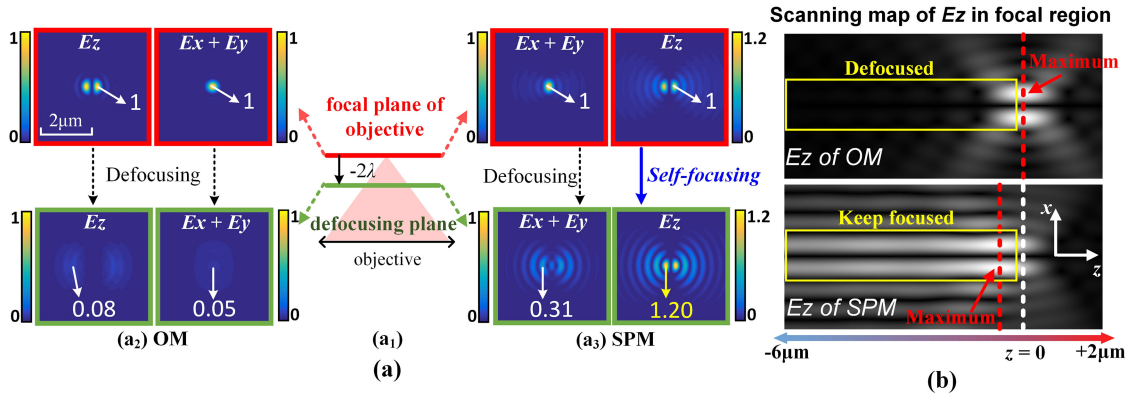 1
Ez
1
0
2μm
Ex + Ey
1
1
0
focal plane of
objective
-2λ
defocusing plane
objective
1
Ex + Ey
1
0
Ez
1
1.2
0
Defocusing
Defocusing
Self-focusing
1
Ez
0.08
0
Ex + Ey
0.05
1
0
1
Ex + Ey
0.31
0
Ez
1.20
1.2
0
(a₂) OM
(a₁)
(a₃) SPM
(a)
Scanning map of Ez in focal region
Defocused
Maximum
Ez of OM
Keep focused
x
z
Ez of SPM
Maximum
-6μm
z = 0
+2μm
(b)